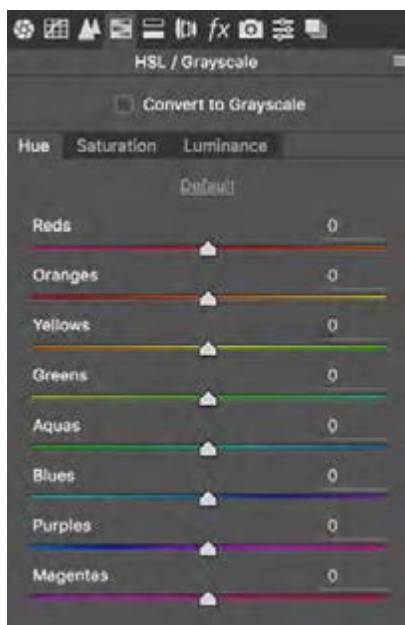 fx
HSL / Grayscale
Convert to Grayscale
Hue Saturation Luminance
Default
Reds 0
Oranges 0
Yellows 0
Greens 0
Aquas 0
Blues 0
Purples 0
Magentas 0